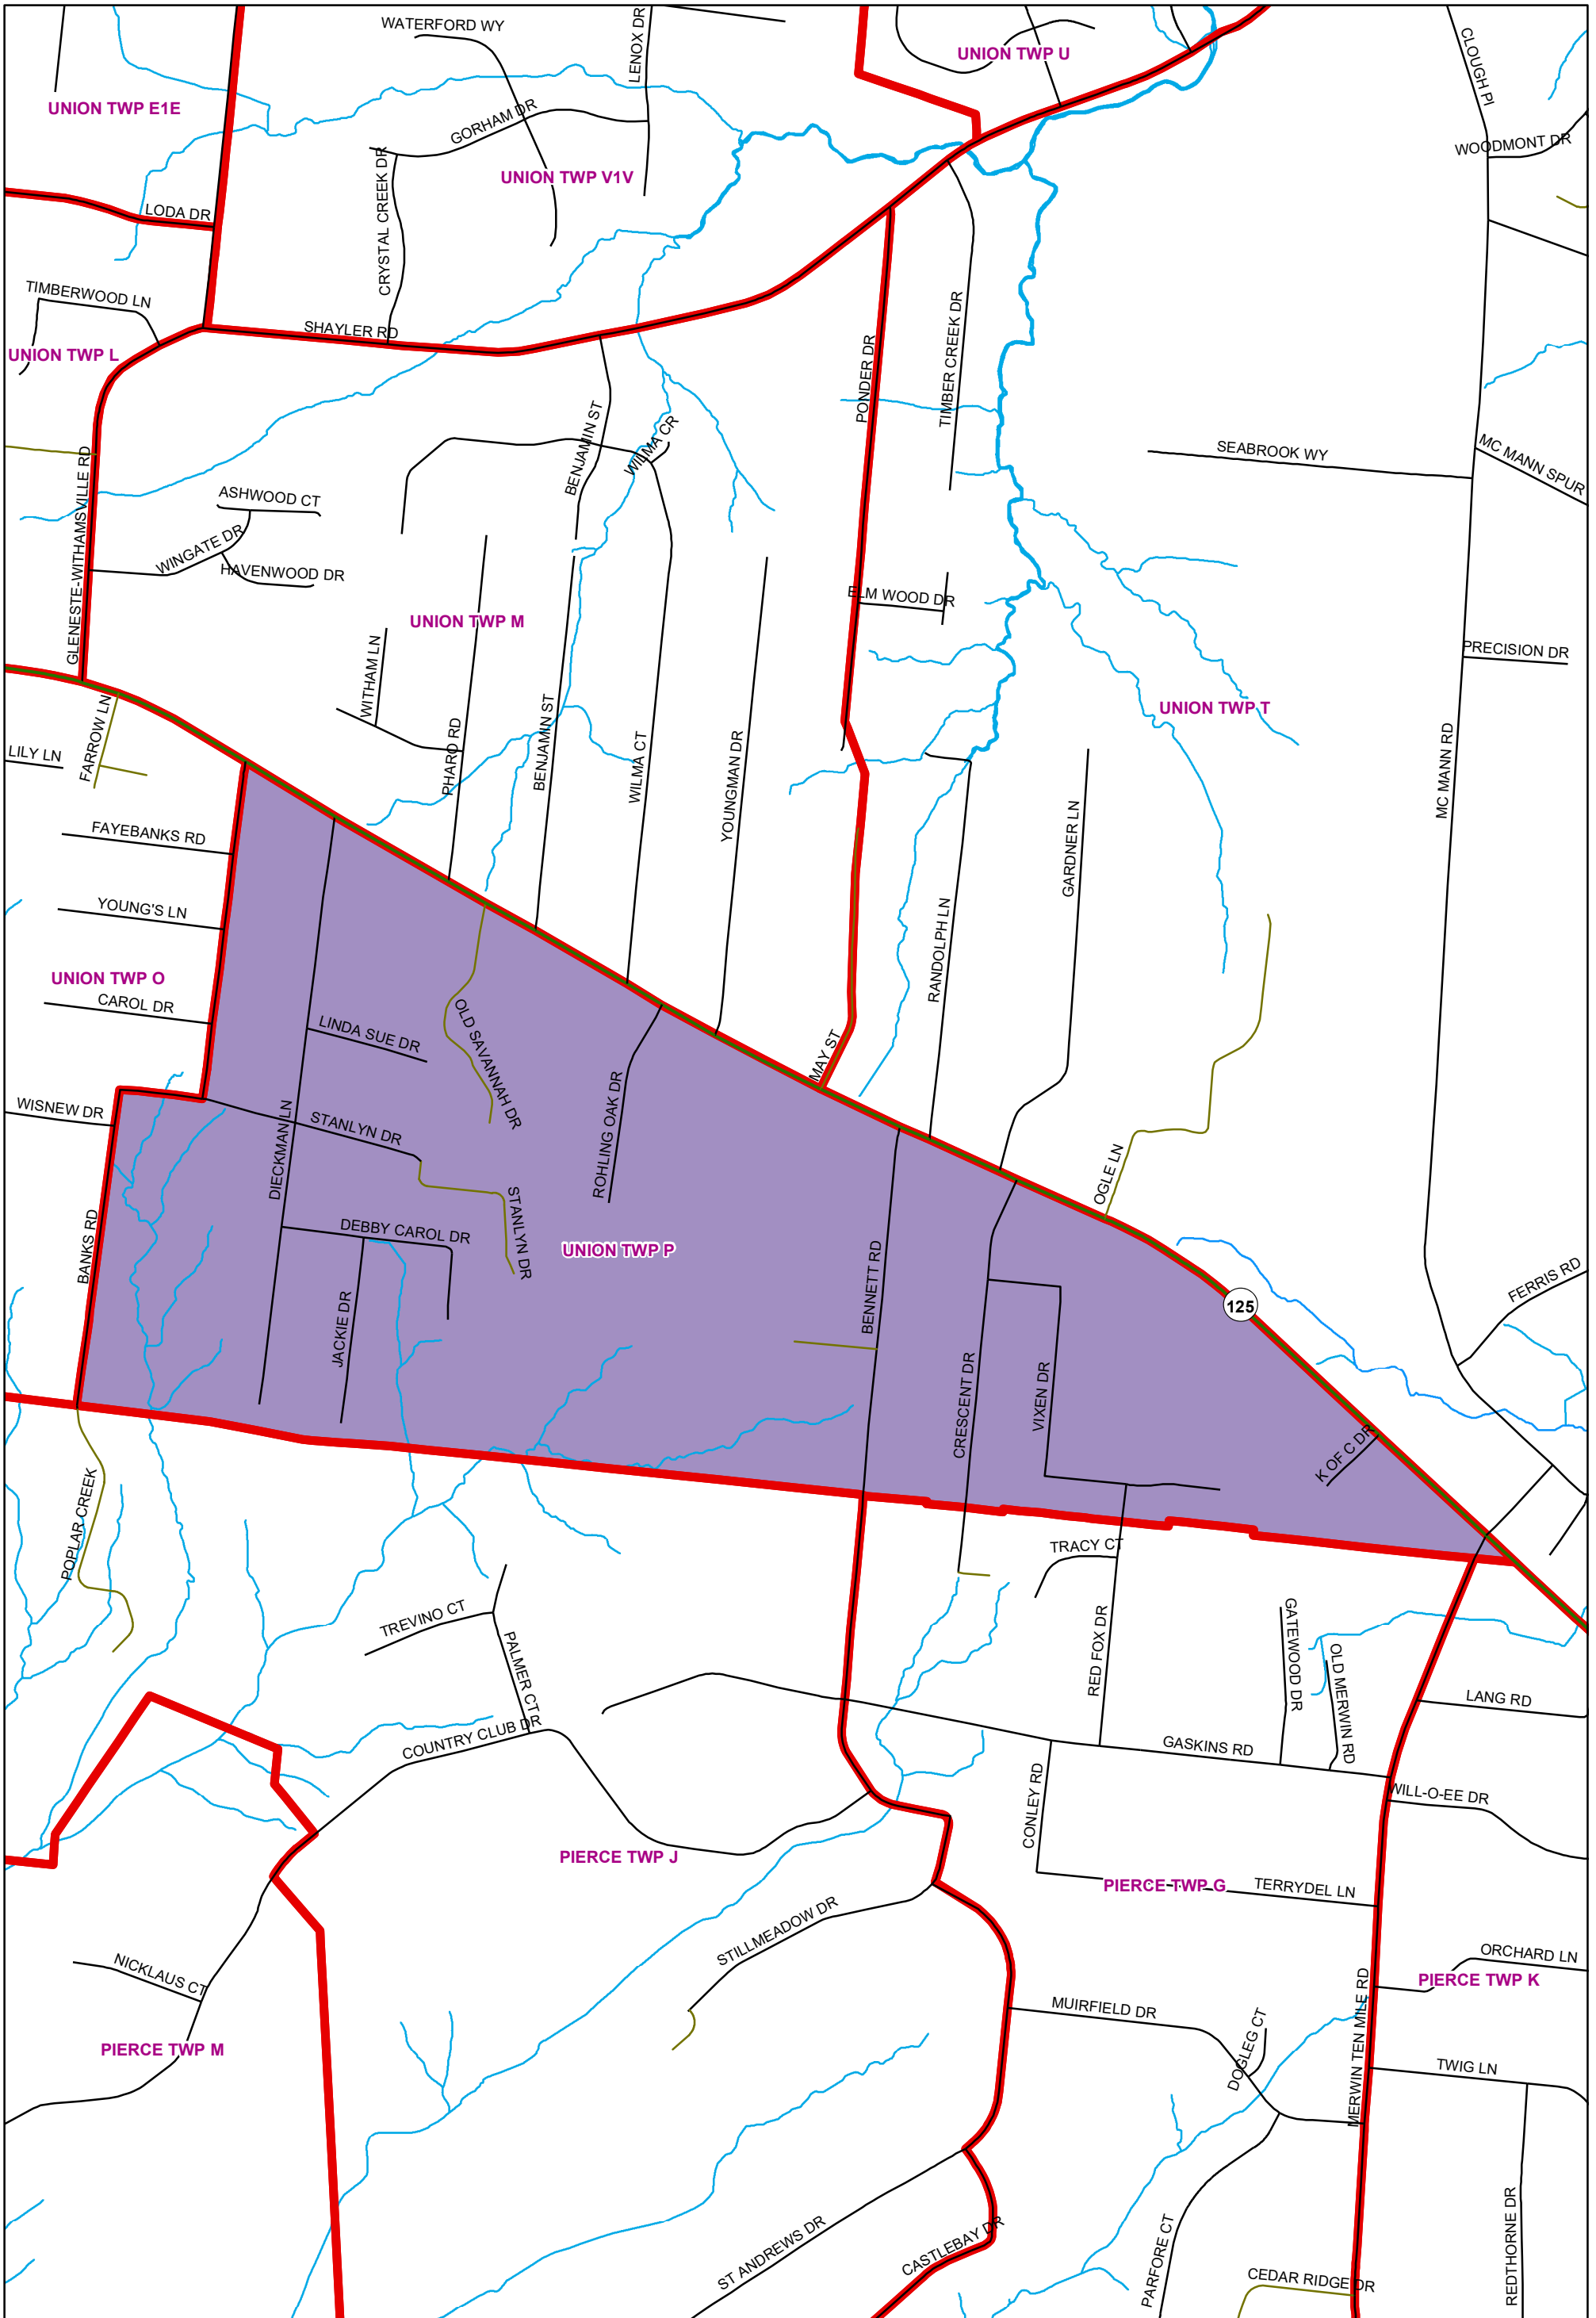 WATERFORD WY
LENOX DR
UNION TWP U
CLOUGH PI
UNION TWP E1E
GORHAM DR
WOODMONT DR
UNION TWP V1V
CRYSTAL CREEK DR
LODA DR
TIMBERWOOD LN
SHAYLER RD
UNION TWP L
PONDER DR
TIMBER CREEK DR
BENJAMIN ST
WILMA CR
SEABROOK WY
MC MANN SPUR
GLENESTE-WITHAMSVILLE RD
ASHWOOD CT
WINGATE DR
HAVENWOOD DR
ELM WOOD DR
UNION TWP M
WITHAM LN
PRECISION DR
UNION TWP T
FARROW LN
LILY LN
PHARO RD
BENJAMIN ST
WILMA CT
YOUNGMAN DR
MC MANN RD
FAYEBANKS RD
GARDNER LN
YOUNG'S LN
RANDOLPH LN
UNION TWP O
CAROL DR
LINDA SUE DR
OLD SAVANNAH DR
MAY ST
WISNEW DR
STANLYN DR
DIECKMAN LN
ROHLING OAK DR
OGLE LN
BANKS RD
DEBBY CAROL DR
STANLYN DR
UNION TWP P
BENNETT RD
FERRIS RD
125
JACKIE DR
CRESCENT DR
VIXEN DR
K OF C DR
POPLAR CREEK
TRACY CT
TREVINO CT
PALMER CT
RED FOX DR
GATEWOOD DR
OLD MERWIN RD
LANG RD
COUNTRY CLUB DR
GASKINS RD
CONLEY RD
WILL-O-EE DR
PIERCE TWP J
PIERCE TWP G
TERRYDEL LN
STILLMEADOW DR
NICKLAUS CT
ORCHARD LN
PIERCE TWP K
MUIRFIELD DR
MERWIN TEN MILE RD
PIERCE TWP M
DOGLEG CT
TWIG LN
ST ANDREWS DR
CASTLEBAY DR
PARFORE CT
CEDAR RIDGE DR
REDTHORNE DR